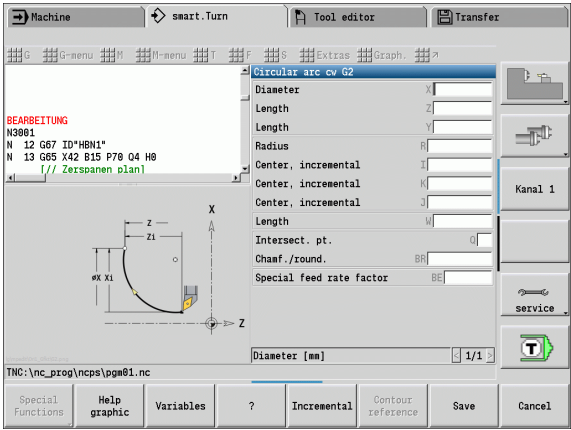 Machine
smart.Turn
Tool editor
Transfer
G G-menu M M-menu T F S Extras Graph.
Circular arc cw G2
Diameter X
Length Z
Length Y
Radius R
Center, incremental I
Center, incremental K
Center, incremental J
Length W
Intersect. pt. Q
Chamf./round. BR
Special feed rate factor BE
Diameter [mm] < 1/1 >
BEARBEITUNG
N3001
N 12 G67 ID"HBN1"
N 13 G65 X42 B15 P70 Q4 H0
[// Zerspanen plan]
X
Z
Zi
øX Xi
Z
TNC:\nc_prog\ncps\pgm01.nc
Kanal 1
service
T
Special Functions
Help graphic
Variables
?
Incremental
Contour reference
Save
Cancel